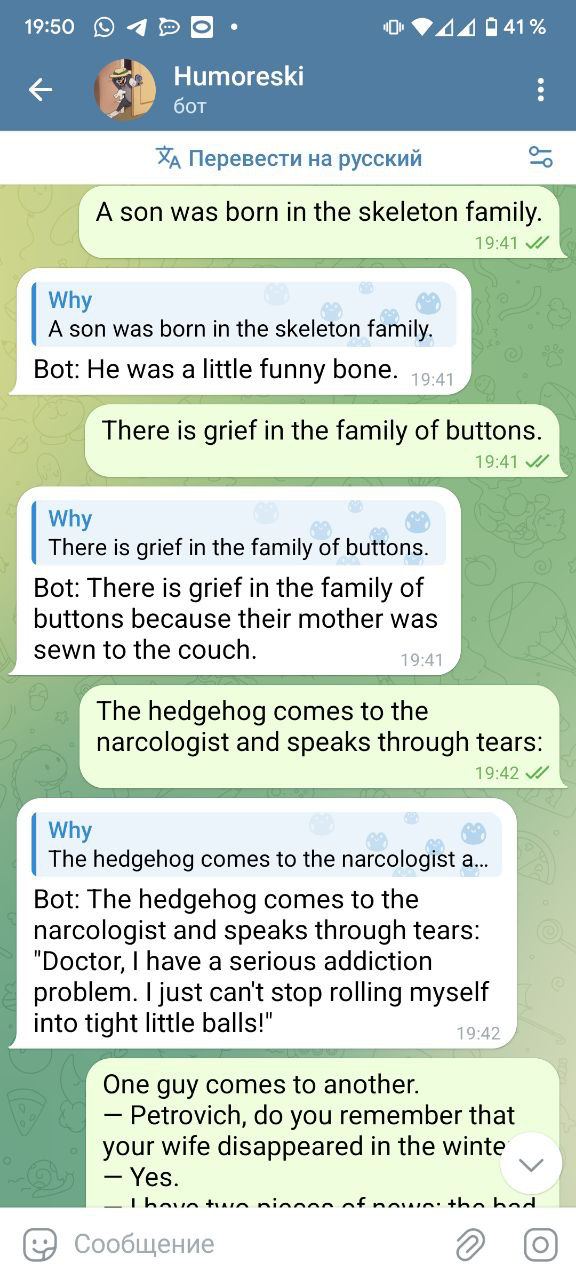 19:50
41 %
Humoreski
бот
Перевести на русский
A son was born in the skeleton family.
19:41
Why
A son was born in the skeleton family.
Bot: He was a little funny bone.
19:41
There is grief in the family of buttons.
19:41
Why
There is grief in the family of buttons.
Bot: There is grief in the family of
buttons because their mother was
sewn to the couch.
19:41
The hedgehog comes to the
narcologist and speaks through tears:
19:42
Why
The hedgehog comes to the narcologist a...
Bot: The hedgehog comes to the
narcologist and speaks through tears:
"Doctor, I have a serious addiction
problem. I just can't stop rolling myself
into tight little balls!"
19:42
One guy comes to another.
— Petrovich, do you remember that
your wife disappeared in the winte
— Yes.
— I have two pieces of news: the bad
Сообщение